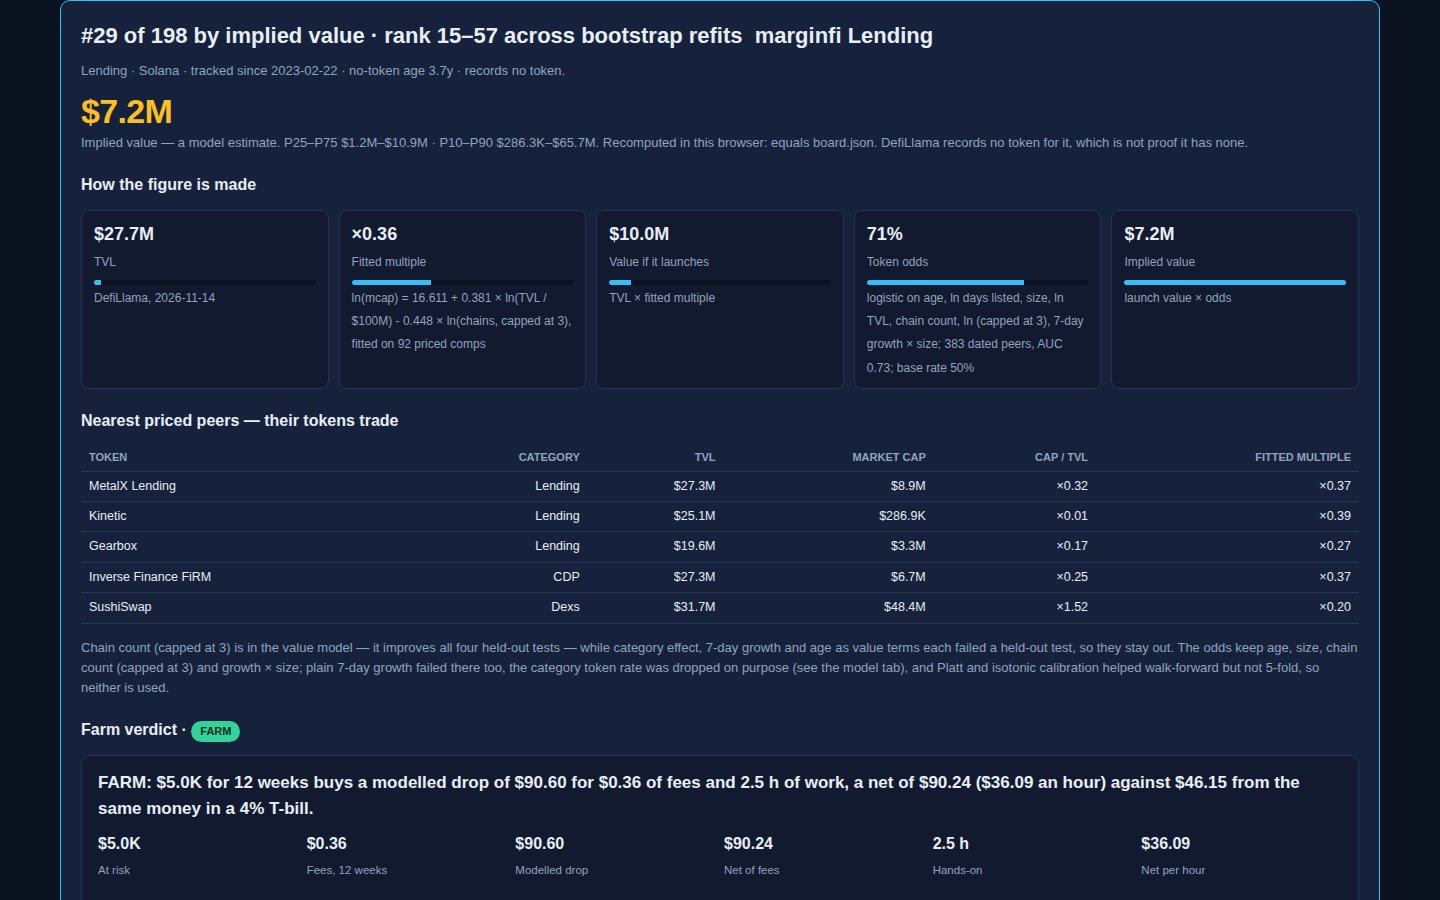 #29 of 198 by implied value · rank 15–57 across bootstrap refits marginfi Lending
Lending · Solana · tracked since 2023-02-22 · no-token age 3.7y · records no token.
$7.2M
Implied value — a model estimate. P25–P75 $1.2M–$10.9M · P10–P90 $286.3K–$65.7M. Recomputed in this browser: equals board.json. DefiLlama records no token for it, which is not proof it has none.
How the figure is made
$27.7M
TVL
DefiLlama, 2026-11-14
×0.36
Fitted multiple
ln(mcap) = 16.611 + 0.381 × ln(TVL /
$100M) - 0.448 × ln(chains, capped at 3),
fitted on 92 priced comps
$10.0M
Value if it launches
TVL × fitted multiple
71%
Token odds
logistic on age, ln days listed, size, ln
TVL, chain count, ln (capped at 3), 7-day
growth × size; 383 dated peers, AUC
0.73; base rate 50%
$7.2M
Implied value
launch value × odds
Nearest priced peers — their tokens trade
TOKEN CATEGORY TVL MARKET CAP CAP / TVL FITTED MULTIPLE
MetalX Lending Lending $27.3M $8.9M ×0.32 ×0.37
Kinetic Lending $25.1M $286.9K ×0.01 ×0.39
Gearbox Lending $19.6M $3.3M ×0.17 ×0.27
Inverse Finance FiRM CDP $27.3M $6.7M ×0.25 ×0.37
SushiSwap Dexs $31.7M $48.4M ×1.52 ×0.20
Chain count (capped at 3) is in the value model — it improves all four held-out tests — while category effect, 7-day growth and age as value terms each failed a held-out test, so they stay out. The odds keep age, size, chain
count (capped at 3) and growth × size; plain 7-day growth failed there too, the category token rate was dropped on purpose (see the model tab), and Platt and isotonic calibration helped walk-forward but not 5-fold, so
neither is used.
Farm verdict · FARM
FARM: $5.0K for 12 weeks buys a modelled drop of $90.60 for $0.36 of fees and 2.5 h of work, a net of $90.24 ($36.09 an hour) against $46.15 from the
same money in a 4% T-bill.
$5.0K $0.36 $90.60 $90.24 2.5 h $36.09
At risk Fees, 12 weeks Modelled drop Net of fees Hands-on Net per hour